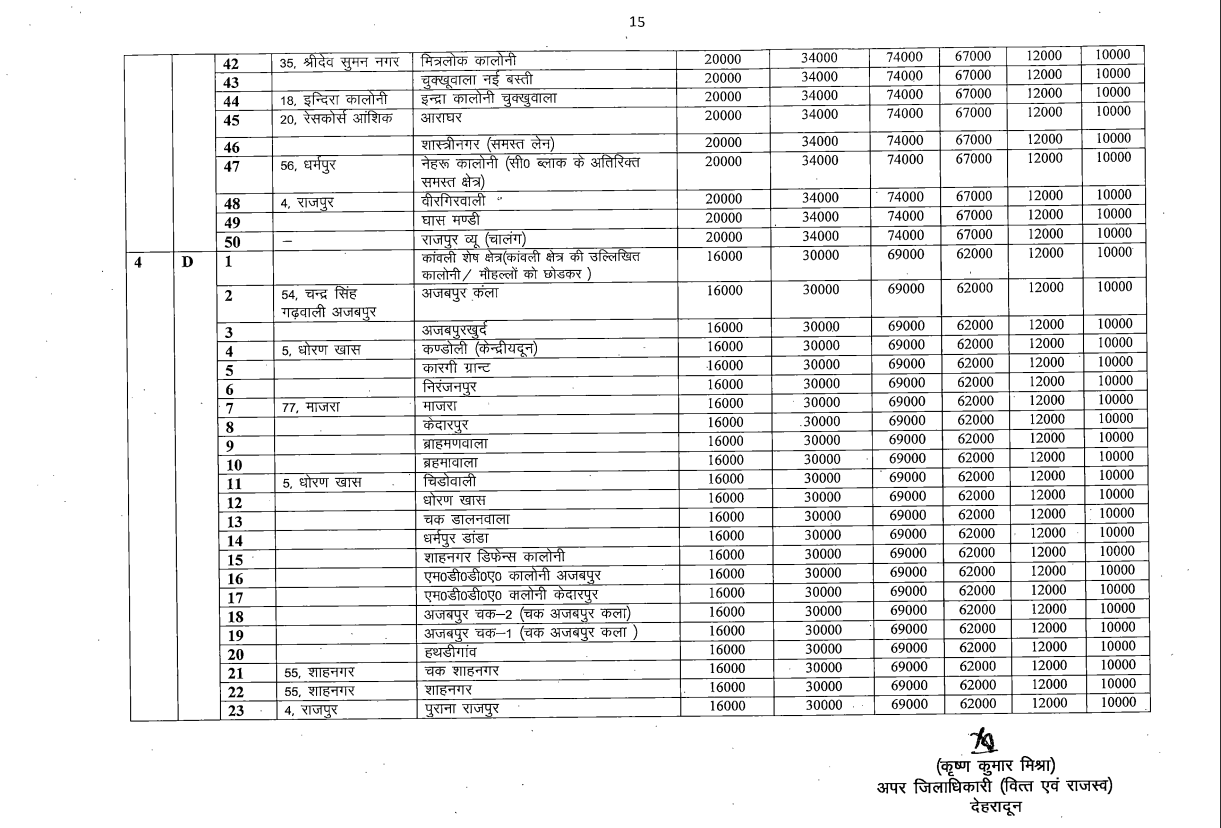 15
42 35, श्रीदेव सुमन नगर मित्रलोक कालोनी 20000 34000 74000 67000 12000 10000
43 चुक्खूवाला नई बस्ती 20000 34000 74000 67000 12000 10000
44 18, इन्दिरा कालोनी इन्द्रा कालोनी चुक्खुवाला 20000 34000 74000 67000 12000 10000
45 20, रेसकोर्स आंशिक आराघर 20000 34000 74000 67000 12000 10000
46 शास्त्रीनगर (समस्त लेन) 20000 34000 74000 67000 12000 10000
47 56, धर्मपुर नेहरू कालोनी (सी0 ब्लाक के अतिरिक्त 20000 34000 74000 67000 12000 10000
समस्त क्षेत्र)
48 4, राजपुर वीरगिरवाली 20000 34000 74000 67000 12000 10000
49 घास मण्डी 20000 34000 74000 67000 12000 10000
50 – राजपुर व्यू (चालंग) 20000 34000 74000 67000 12000 10000
4 D 1 कांवली शेष क्षेत्र(कांवली क्षेत्र की उल्लिखित 16000 30000 69000 62000 12000 10000
कालोनी / मौहल्लों को छोडकर )
2 54, चन्द्र सिंह अजबपुर कंला 16000 30000 69000 62000 12000 10000
गढ़वाली अजबपुर
3 अजबपुरखुर्द 16000 30000 69000 62000 12000 10000
4 5, धोरण खास कण्डोली (केन्द्रीयदून) 16000 30000 69000 62000 12000 10000
5 कारगी ग्रान्ट 16000 30000 69000 62000 12000 10000
6 निरंजनपुर 16000 30000 69000 62000 12000 10000
7 77, माजरा माजरा 16000 30000 69000 62000 12000 10000
8 केदारपुर 16000 30000 69000 62000 12000 10000
9 ब्राहमणवाला 16000 30000 69000 62000 12000 10000
10 ब्रहमावाला 16000 30000 69000 62000 12000 10000
11 5, धोरण खास चिडोवाली 16000 30000 69000 62000 12000 10000
12 धोरण खास 16000 30000 69000 62000 12000 10000
13 चक डालनवाला 16000 30000 69000 62000 12000 10000
14 धर्मपुर डांडा 16000 30000 69000 62000 12000 10000
15 शाहनगर डिफेन्स कालोनी 16000 30000 69000 62000 12000 10000
16 एम0डी0डी0ए0 कालोनी अजबपुर 16000 30000 69000 62000 12000 10000
17 एम0डी0डी0ए0 कालोनी केदारपुर 16000 30000 69000 62000 12000 10000
18 अजबपुर चक–2 (चक अजबपुर कला) 16000 30000 69000 62000 12000 10000
19 अजबपुर चक–1 (चक अजबपुर कला ) 16000 30000 69000 62000 12000 10000
20 हथडीगांव 16000 30000 69000 62000 12000 10000
21 55, शाहनगर चक शाहनगर 16000 30000 69000 62000 12000 10000
22 55, शाहनगर शाहनगर 16000 30000 69000 62000 12000 10000
23 4, राजपुर पुराना राजपुर 16000 30000 69000 62000 12000 10000
(कृष्ण कुमार मिश्रा)
अपर जिलाधिकारी (वित्त एवं राजस्व)
देहरादून